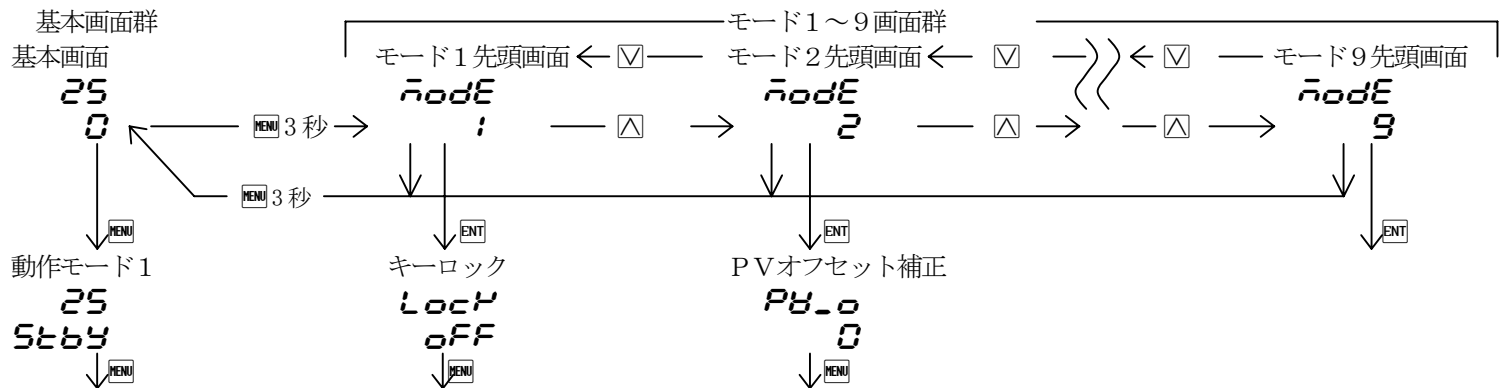 基本画面群 モード1～9画面群
基本画面 モード1先頭画面 モード2先頭画面 モード9先頭画面
25 modE modE modE
0 MENU 3秒 1 2 9
MENU 3秒
MENU ENT ENT ENT
動作モード1 キーロック PVオフセット補正
25 LocK PV_o
Stby oFF 0
MENU MENU MENU